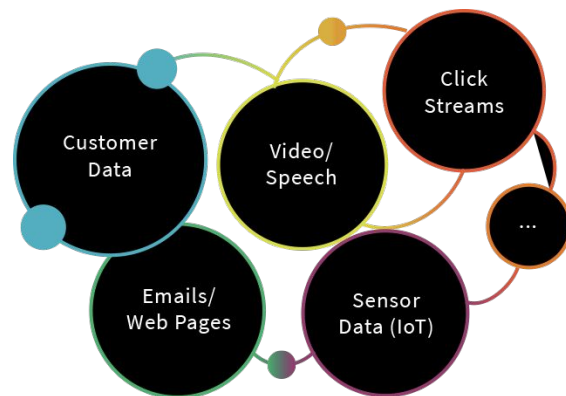 Customer
Data
Video/
Speech
Click
Streams
...
Emails/
Web Pages
Sensor
Data (IoT)